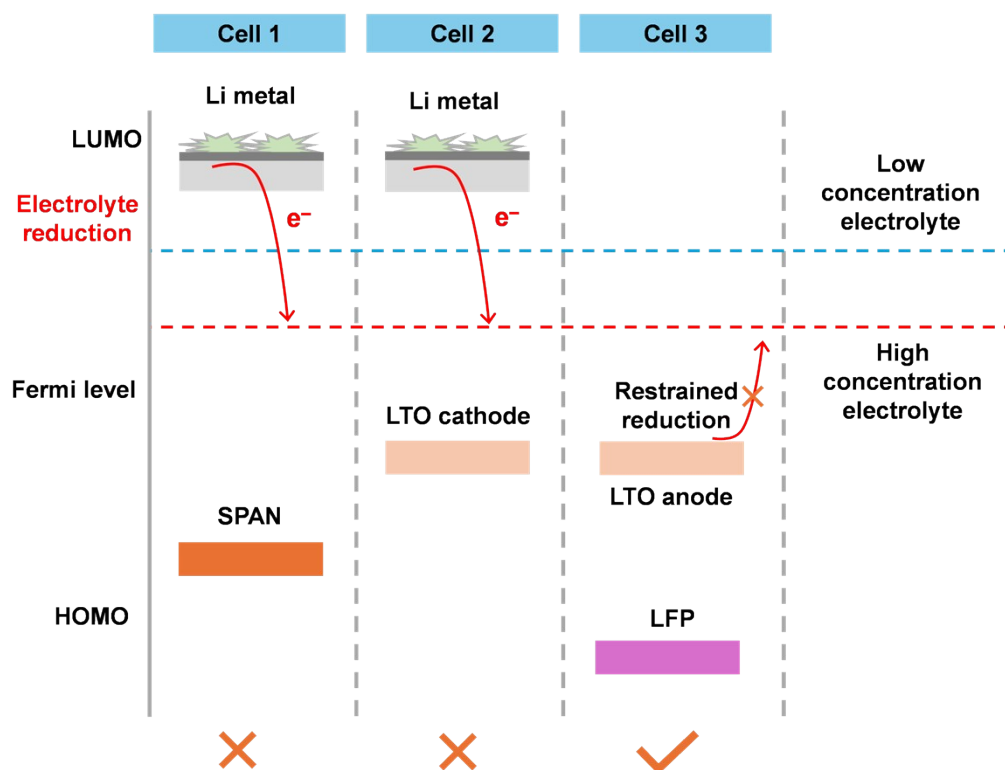 Cell 1
Cell 2
Cell 3
Li metal
Li metal
LUMO
Electrolyte
reduction
e–
e–
Low
concentration
electrolyte
Fermi level
High
concentration
electrolyte
Restrained
reduction
LTO cathode
LTO anode
SPAN
HOMO
LFP